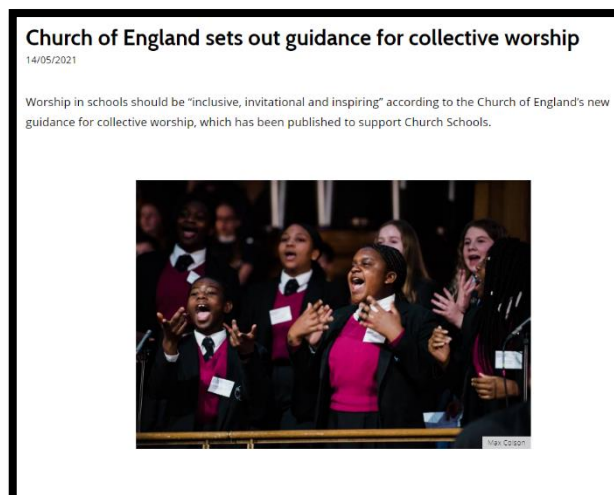 Church of England sets out guidance for collective worship
14/05/2021
Worship in schools should be “inclusive, invitational and inspiring” according to the Church of England’s new
guidance for collective worship, which has been published to support Church Schools.
Max Colson